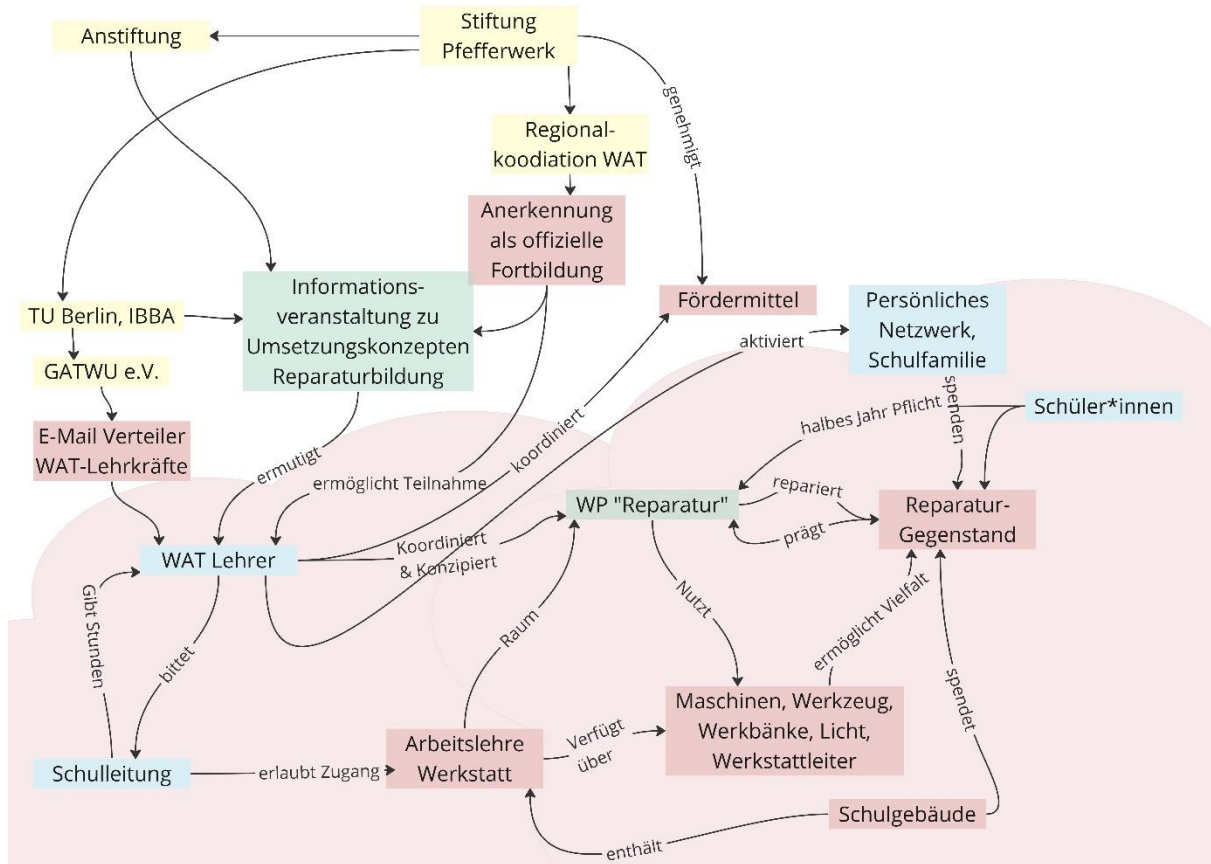 Stiftung
Pfefferwerk
Anstiftung
genehmigt
Regional-
koodiation WAT
Anerkennung
als offizielle
Fortbildung
Informations-
veranstaltung zu
Umsetzungskonzepten
Reparaturbildung
Fördermittel
Persönliches
Netzwerk,
Schulfamilie
TU Berlin, IBBA
GATWU e.V.
aktiviert
E-Mail Verteiler
WAT-Lehrkräfte
spenden
halbes Jahr Pflicht
Schüler*innen
koordiniert
ermutigt
ermöglicht Teilnahme
WP "Reparatur"
repariert
prägt
Reparatur-
Gegenstand
WAT Lehrer
Koordiniert
& Konzipiert
Gibt Stunden
bittet
Raum
Nutzt
ermöglicht Vielfalt
spendet
Maschinen, Werkzeug,
Werkbänke, Licht,
Werkstattleiter
Schulleitung
erlaubt Zugang
Arbeitslehre
Werkstatt
Verfügt
über
Schulgebäude
enthält